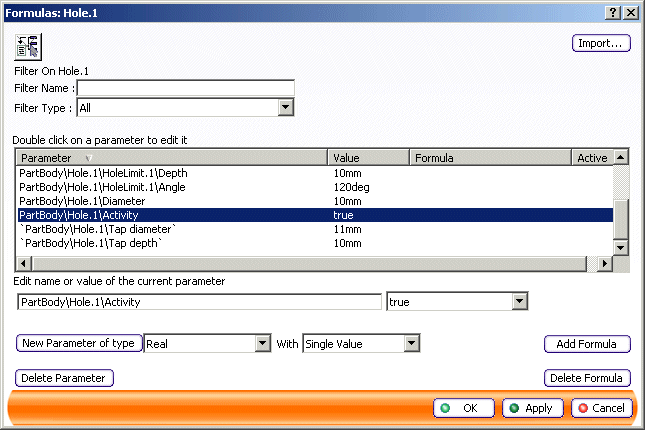 Formulas: Hole.1
Import...
Filter On Hole.1
Filter Name :
Filter Type : All
Double click on a parameter to edit it
Parameter Value Formula Active
PartBody\Hole.1\HoleLimit.1\Depth 10mm
PartBody\Hole.1\HoleLimit.1\Angle 120deg
PartBody\Hole.1\Diameter 10mm
PartBody\Hole.1\Activity true
`PartBody\Hole.1\Tap diameter` 11mm
`PartBody\Hole.1\Tap depth` 10mm
Edit name or value of the current parameter
PartBody\Hole.1\Activity true
New Parameter of type Real With Single Value Add Formula
Delete Parameter Delete Formula
OK Apply Cancel